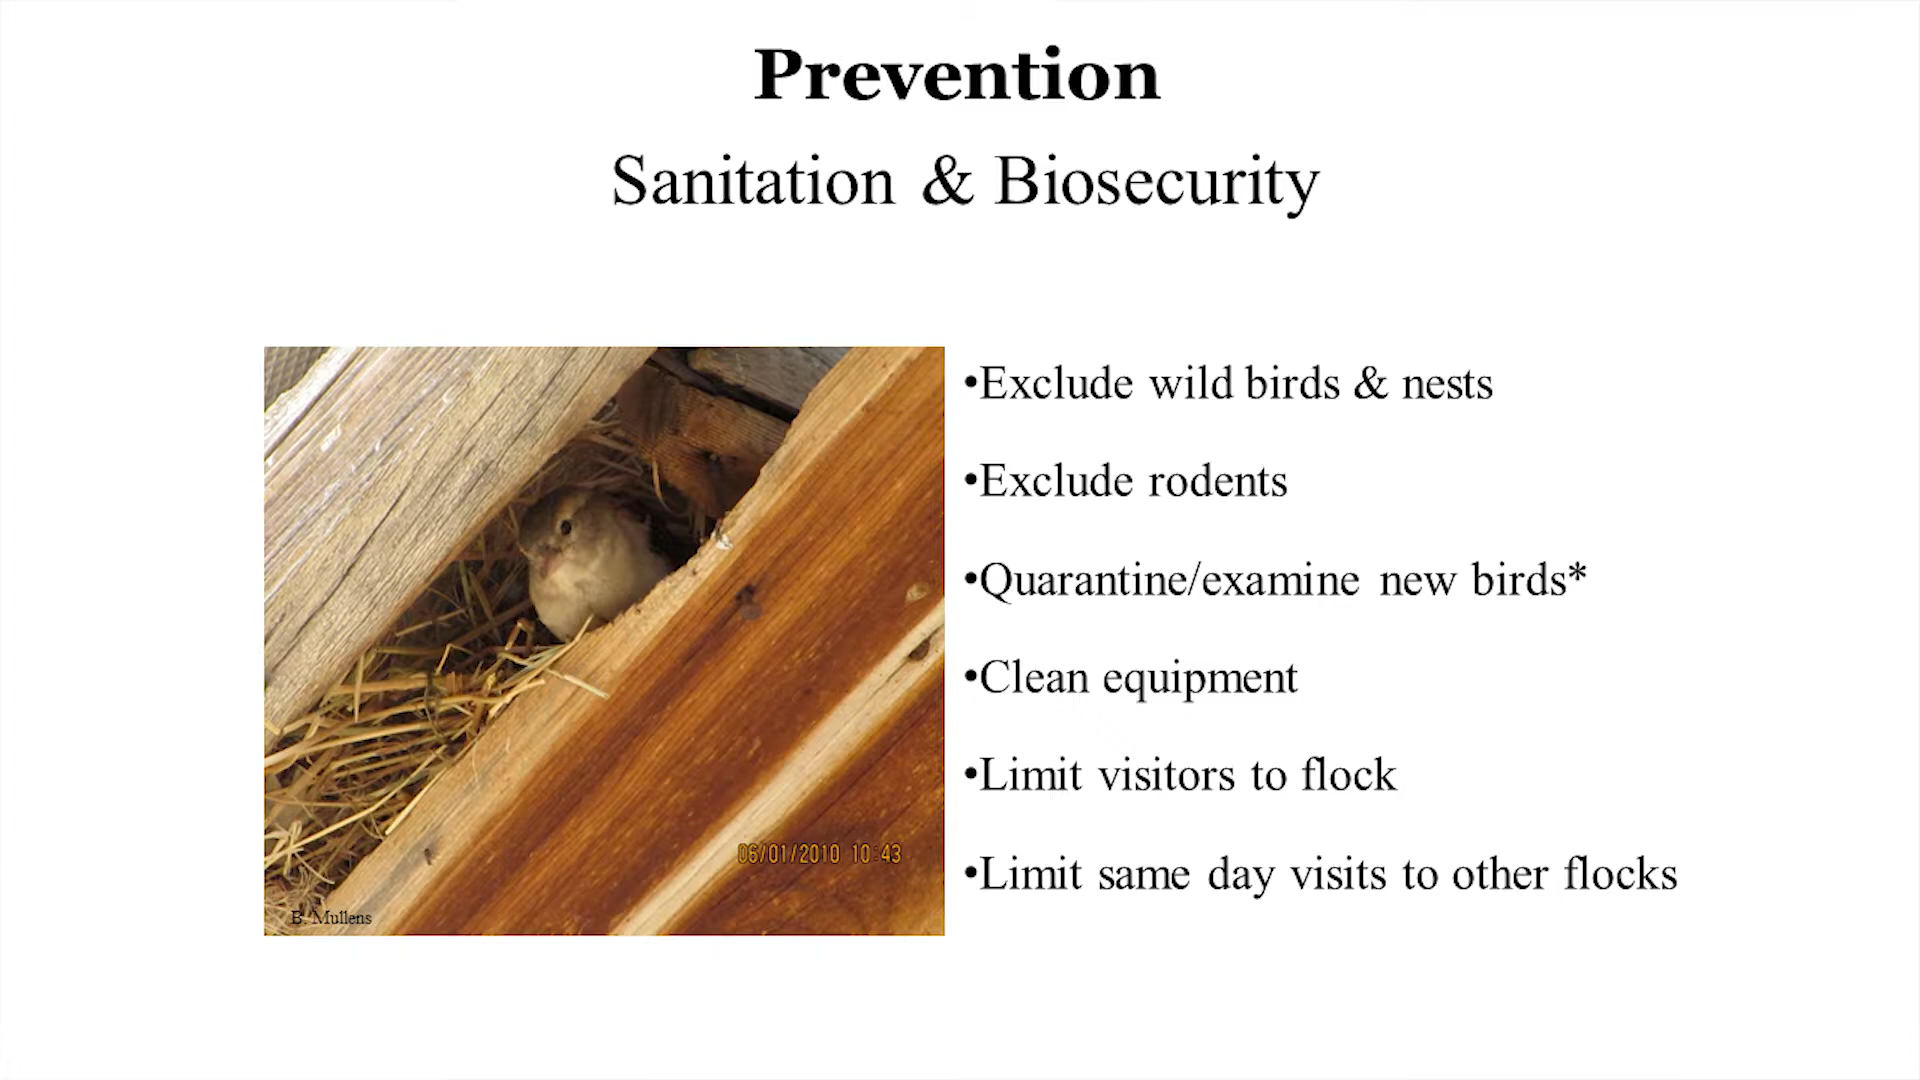 Prevention
Sanitation & Biosecurity
•Exclude wild birds & nests
•Exclude rodents
•Quarantine/examine new birds*
•Clean equipment
•Limit visitors to flock
•Limit same day visits to other flocks
06/01/2010 10:43
B. Mullens